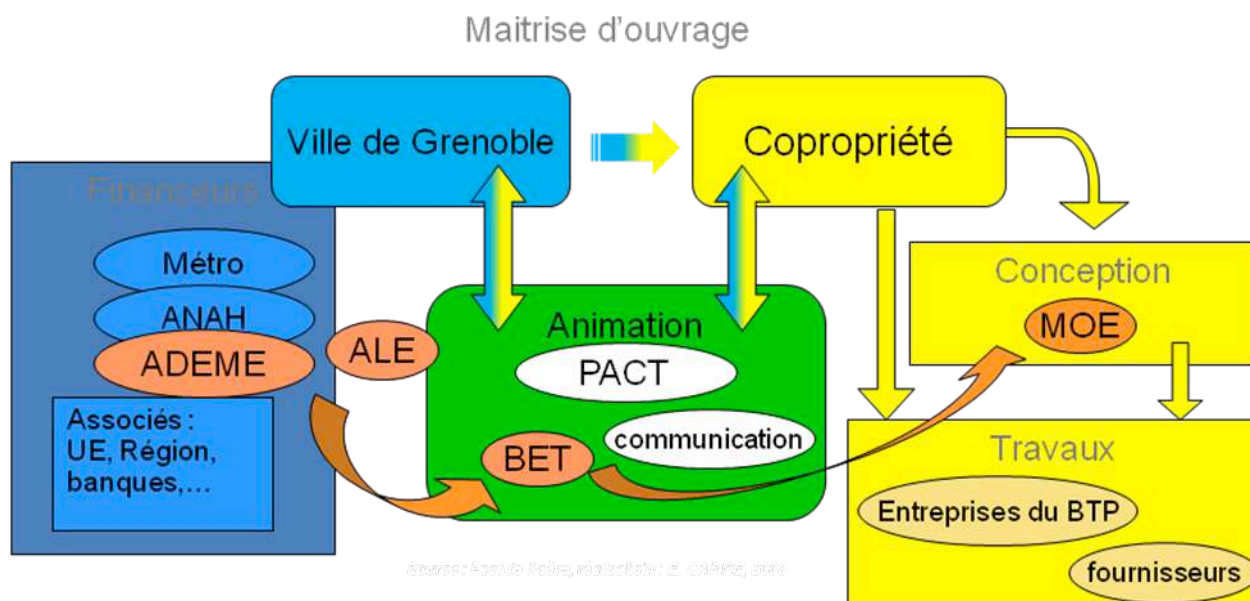 Maitrise d'ouvrage
Ville de Grenoble
Copropriété
Financeurs
Métro
ANAH
ADEME
ALE
Associés :
UE, Région,
banques,...
Animation
PACT
communication
BET
Conception
MOE
Travaux
Entreprises du BTP
fournisseurs